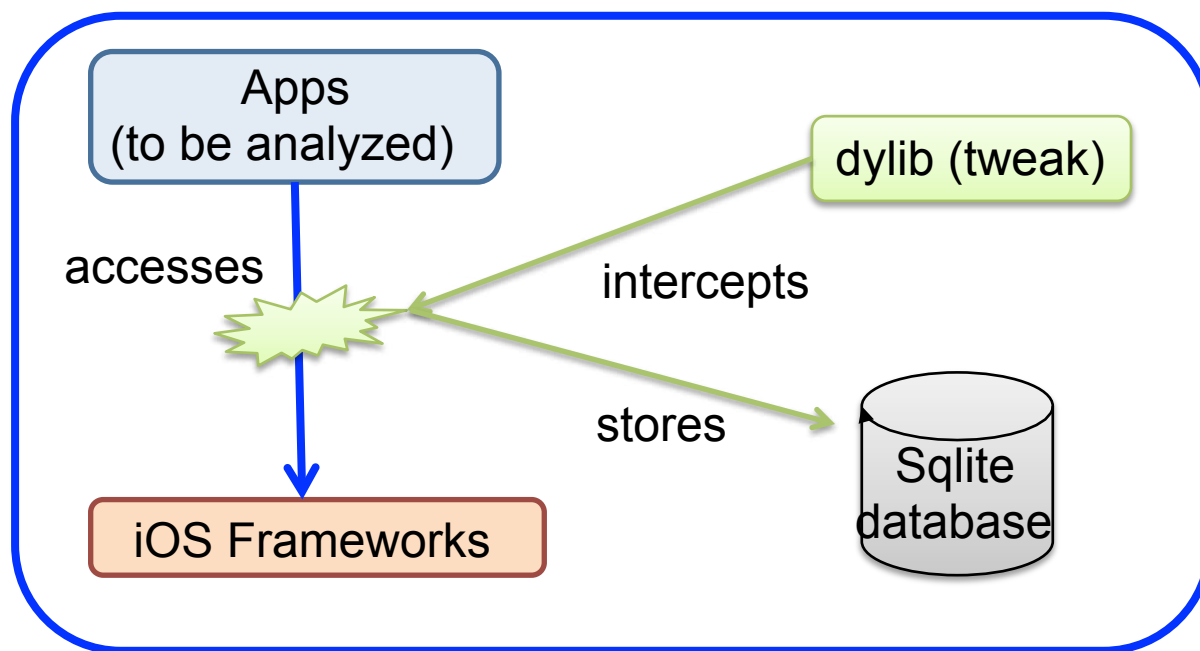 Apps
(to be analyzed)
dylib (tweak)
accesses
intercepts
stores
Sqlite
database
iOS Frameworks